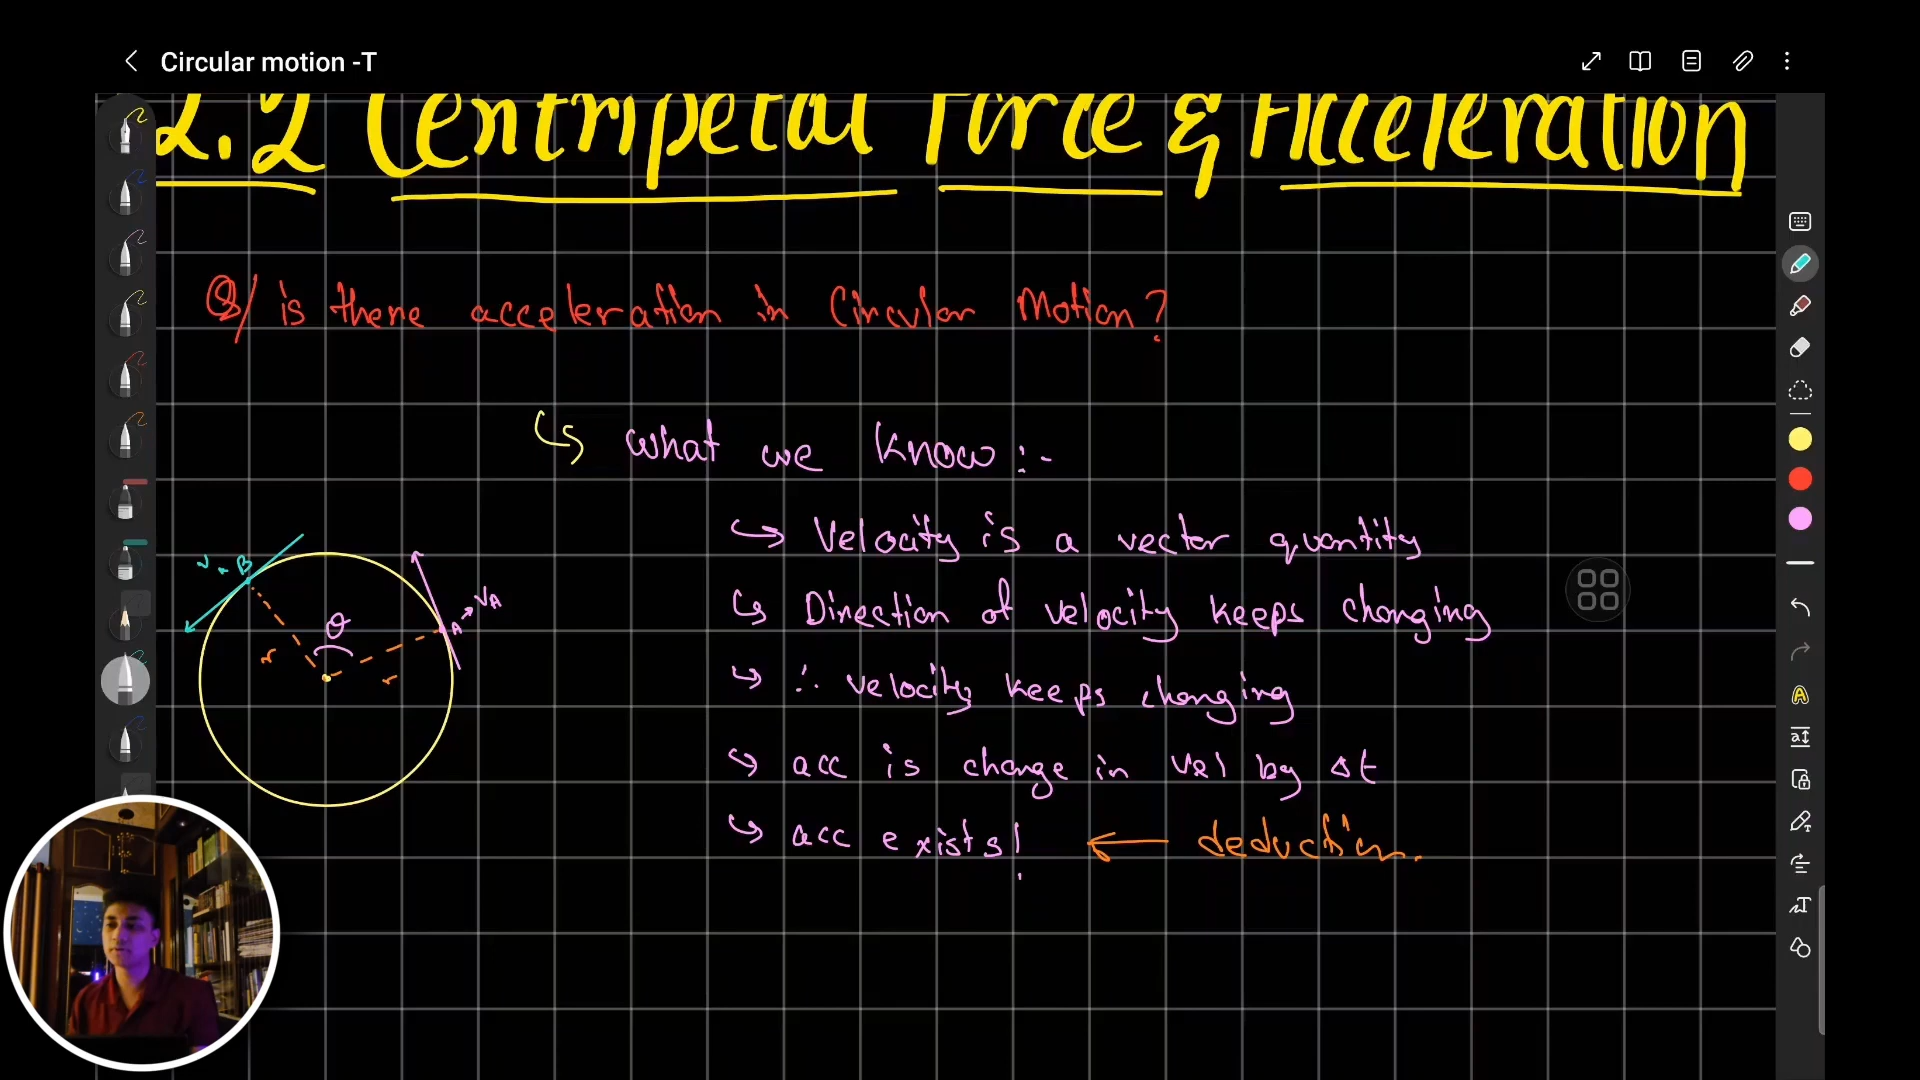 Circular motion -T
2.2 Centripetal Force & Acceleration
Q/ is there acceleration in Circular Motion?
What we know :-
Velocity is a vector quantity
Direction of velocity keeps changing
∴ velocity keeps changing
acc is change in vel by Δt
acc exists! ← deduction.
B
θ
A → VA
r
r